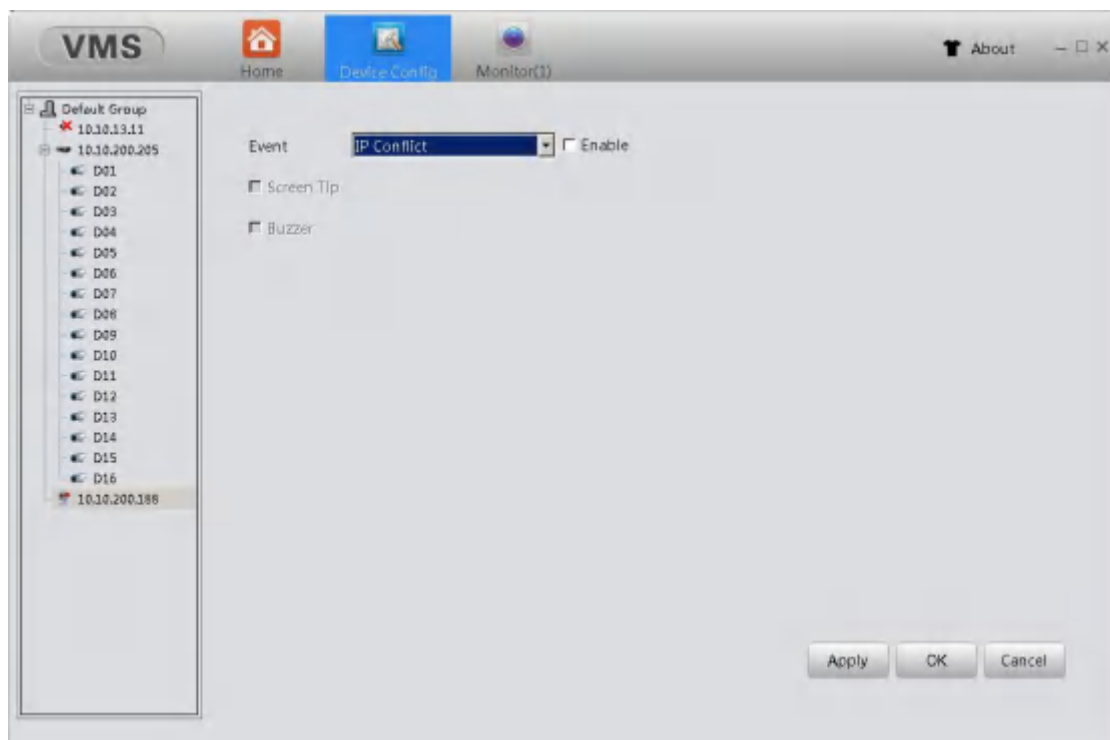 VMS
Home
Device Config
Monitor(1)
About
Default Group
10.10.13.11
10.10.200.205
D01
D02
D03
D04
D05
D06
D07
D08
D09
D10
D11
D12
D13
D14
D15
D16
10.10.200.188
Event IP Conflict Enable
Screen Tip
Buzzer
Apply OK Cancel